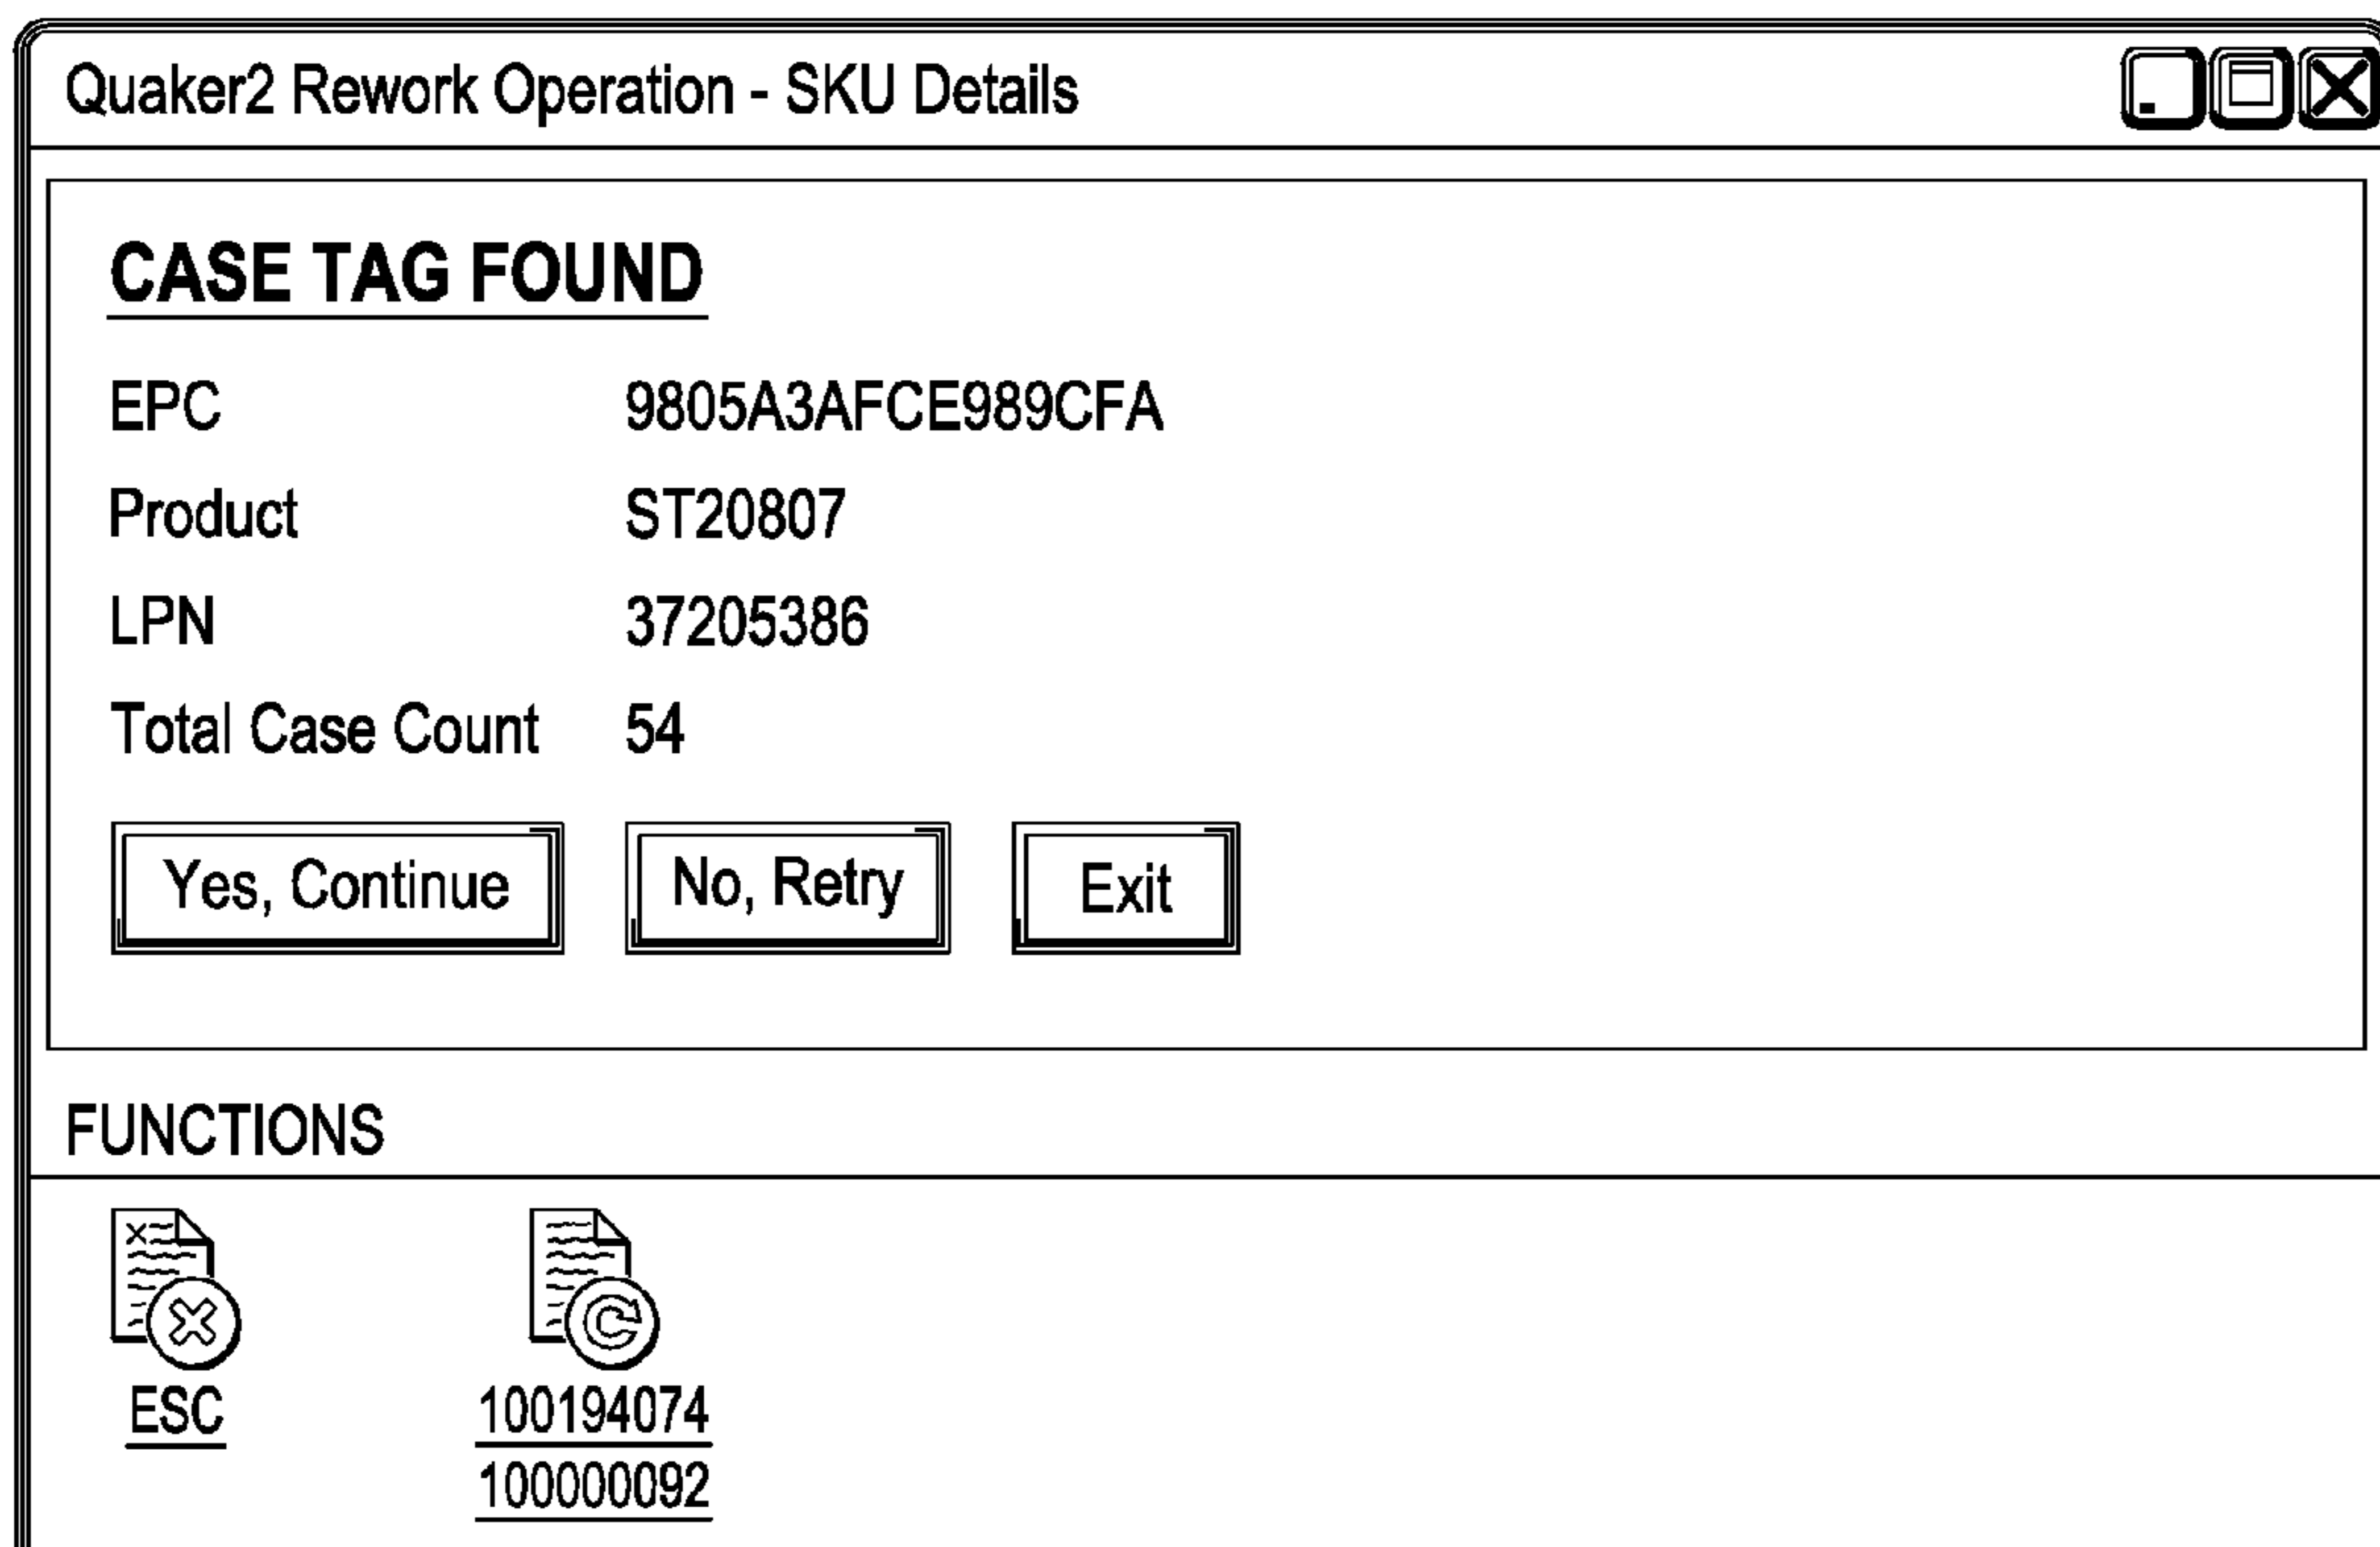 Quaker2 Rework Operation - SKU Details
CASE TAG FOUND
EPC 9805A3AFCE989CFA
Product ST20807
LPN 37205386
Total Case Count 54
Yes, Continue No, Retry Exit
FUNCTIONS
ESC 100194074
100000092